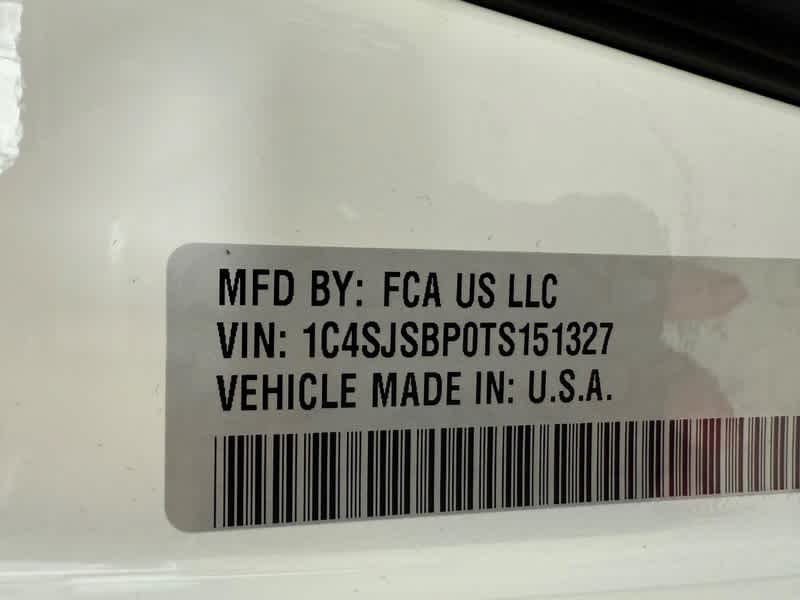 MFD BY: FCA US LLC
VIN: 1C4SJSBP0TS151327
VEHICLE MADE IN: U.S.A.